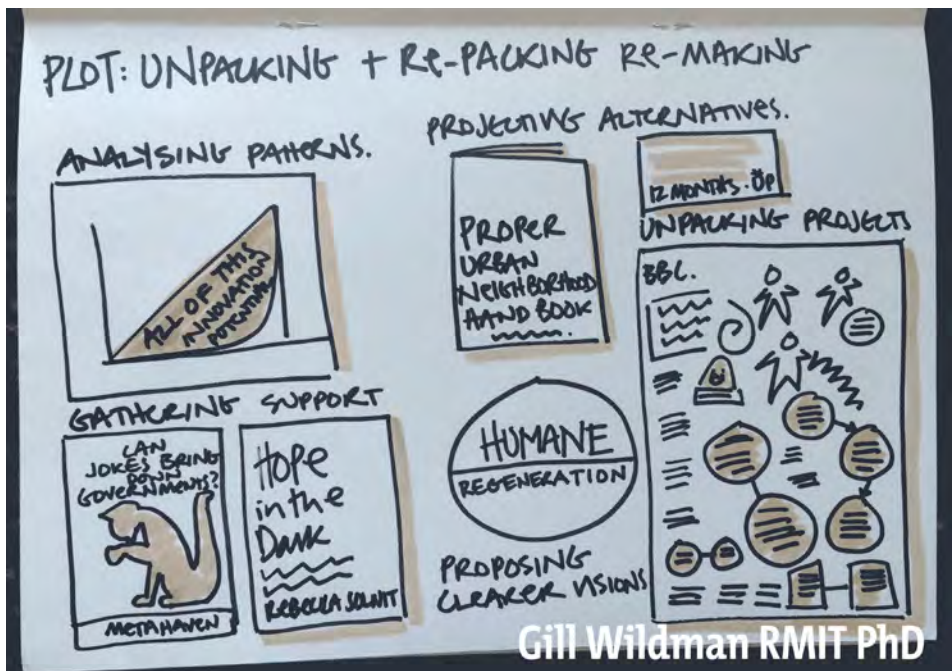 PLOT: UNPACKING + Re-PACKING Re-MAKING
ANALYSING PATTERNS.
ALL OF THIS
INNOVATION
POTENTIAL
GATHERING SUPPORT
CAN
JOKES BRING
DOWN
GOVERNMENTS?
METAHAVEN
Hope
in the
Dark
REBECCA SOLNIT
PROJECTING ALTERNATIVES.
PROPER
URBAN
NEIGHBORHOOD
HAND BOOK
HUMANE
REGENERATION
PROPOSING
CLEARER VISIONS
12 MONTHS. ÖP
UNPACKING PROJECTS
BBC.
Gill Wildman RMIT PhD